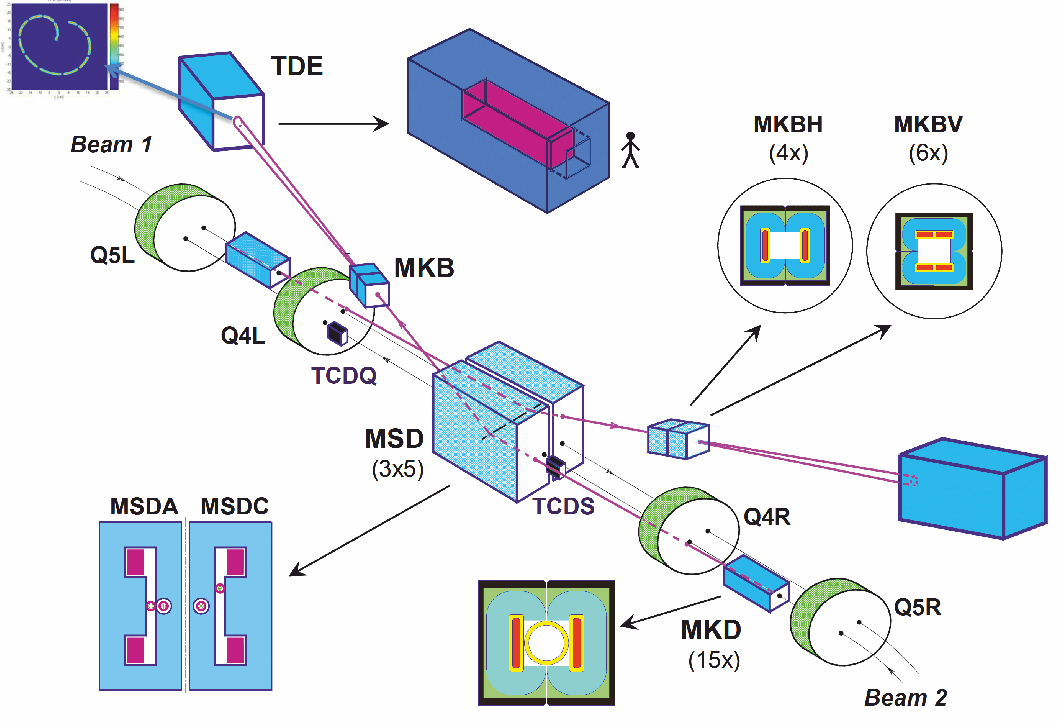 TDE
Beam 1
MKBH
(4x)
MKBV
(6x)
Q5L
MKB
Q4L
TCDQ
MSD
(3x5)
TCDS
Q4R
MSDA
MSDC
MKD
(15x)
Q5R
Beam 2